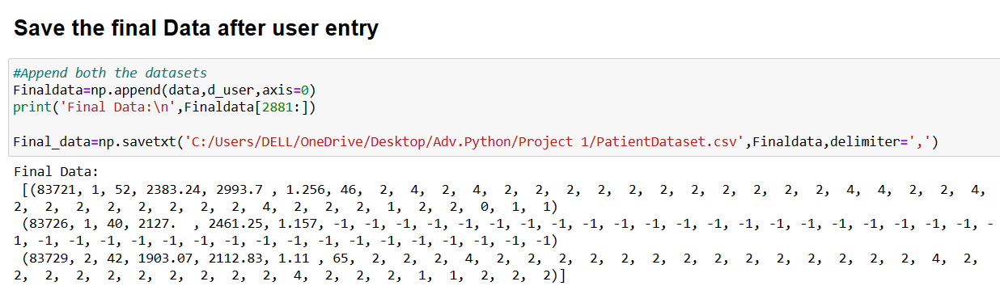 Save the final Data after user entry
#Append both the datasets
Finaldata=np.append(data,d_user,axis=0)
print('Final Data:\n',Finaldata[2881:])
Final_data=np.savetxt('C:/Users/DELL/OneDrive/Desktop/Adv.Python/Project 1/PatientDataset.csv',Finaldata,delimiter=',')
Final Data:
[(83721, 1, 52, 2383.24, 2993.7 , 1.256, 46,  2,  4,  2,  4,  2,  2,  2,  2,  2,  2,  2,  2,  2,  2,  2,  4,  4,  2,  2,  4,
2,  2,  2,  2,  2,  2,  2,  2,  4,  2,  2,  2,  1,  2,  2,  0,  1,  1)
(83726, 1, 40, 2127.  , 2461.25, 1.157, -1, -1, -1, -1, -1, -1, -1, -1, -1, -1, -1, -1, -1, -1, -1, -1, -1, -1, -1, -1, -1, -
1, -1, -1, -1, -1, -1, -1, -1, -1, -1, -1, -1, -1, -1, -1, -1, -1)
(83729, 2, 42, 1903.07, 2112.83, 1.11 , 65,  2,  2,  2,  4,  2,  2,  2,  2,  2,  2,  2,  2,  2,  2,  2,  2,  2,  2,  4,  2,
2,  2,  2,  2,  2,  2,  2,  2,  2,  4,  2,  2,  2,  1,  1,  2,  2,  2)]